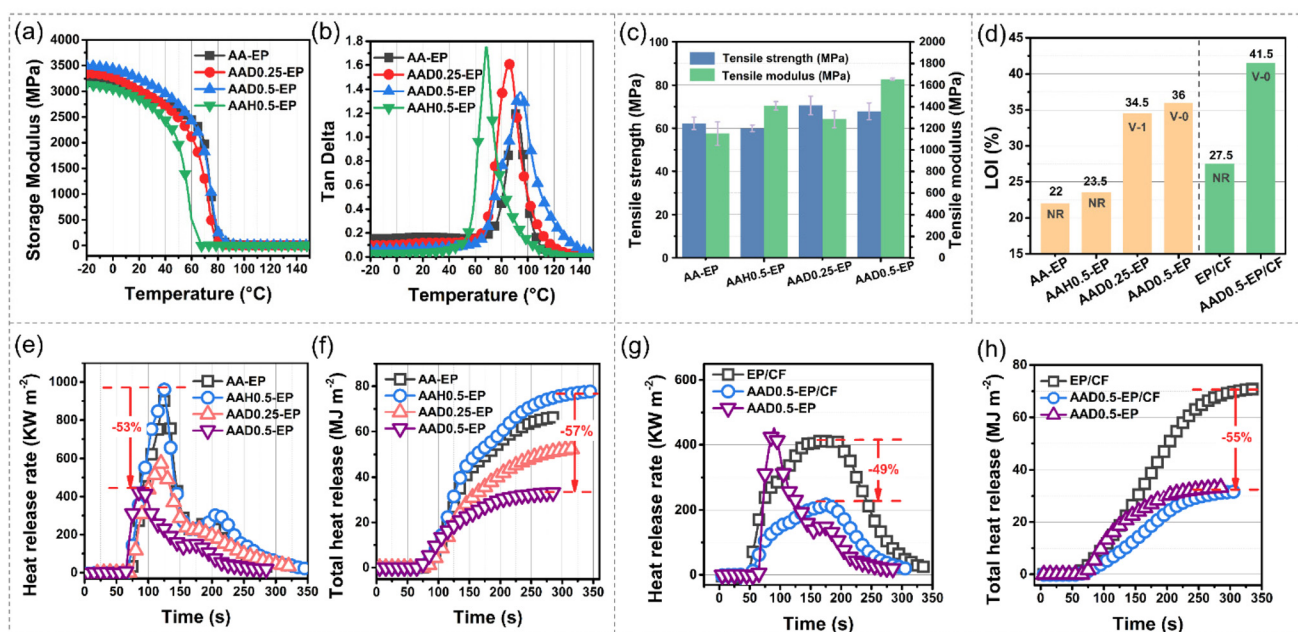 (a)
Storage Modulus (MPa)
4000
3500
3000
2500
2000
1500
1000
500
0
-20 0 20 40 60 80 100 120 140
Temperature (°C)
AA-EP
AAD0.25-EP
AAD0.5-EP
AAH0.5-EP
(b)
Tan Delta
1.8
1.6
1.4
1.2
1.0
0.8
0.6
0.4
0.2
0.0
-20 0 20 40 60 80 100 120 140
Temperature (°C)
AA-EP
AAD0.25-EP
AAD0.5-EP
AAH0.5-EP
(c)
Tensile strength (MPa)
100
80
60
40
20
0
Tensile strength (MPa)
Tensile modulus (MPa)
2000
1800
1600
1400
1200
1000
800
600
400
200
0
Tensile modulus (MPa)
AA-EP
AAH0.5-EP
AAD0.25-EP
AAD0.5-EP
(d)
LOI (%)
45
40
35
30
25
20
15
22
NR
23.5
NR
34.5
V-1
36
V-0
27.5
NR
41.5
V-0
AA-EP
AAH0.5-EP
AAD0.25-EP
AAD0.5-EP
EP/CF
AAD0.5-EP/CF
(e)
Heat release rate (KW m⁻²)
1000
800
600
400
200
0
0 50 100 150 200 250 300 350
Time (s)
AA-EP
AAH0.5-EP
AAD0.25-EP
AAD0.5-EP
-53%
(f)
Total heat release (MJ m⁻²)
80
60
40
20
0
0 50 100 150 200 250 300 350
Time (s)
AA-EP
AAH0.5-EP
AAD0.25-EP
AAD0.5-EP
-57%
(g)
Heat release rate (KW m⁻²)
600
400
200
0
0 50 100 150 200 250 300 350
Time (s)
EP/CF
AAD0.5-EP/CF
AAD0.5-EP
-49%
(h)
Total heat release (MJ m⁻²)
80
60
40
20
0
0 50 100 150 200 250 300 350
Time (s)
EP/CF
AAD0.5-EP/CF
AAD0.5-EP
-55%